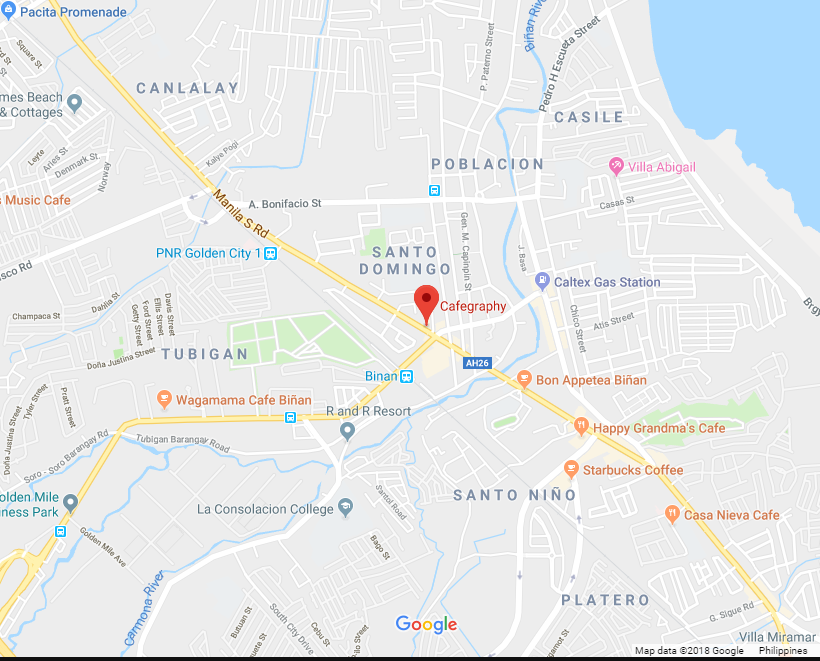 Pacita Promenade
Square St
CANLALAY
mes Beach
& Cottages
Leyte
Aries St
Denmark St
Norway
Kalye Pogi
P. Paterno Street
Biñan River
Pedro H Escueta Street
CASILE
POBLACION
Villa Abigail
s Music Cafe
Manila S Rd
A. Bonifacio St
Casas St
Gen. M. Capinpin St
J. Basa
PNR Golden City 1
SANTO
DOMINGO
sco Rd
Caltex Gas Station
Brgy
Dahlia St
Cafegraphy
Champaca St
Davis Street
Ellis Street
Ford Street
Getty Street
Chico Street
Atis Street
Doña Justina Street
TUBIGAN
AH26
Binan
Bon Appetea Biñan
Tyler Street
Pratt Street
Doña Justina St
Wagamama Cafe Biñan
R and R Resort
Happy Grandma's Cafe
Soro - Soro Barangay Rd
Tubigan Barangay Road
Starbucks Coffee
Golden Mile
iness Park
Santol Road
SANTO NIÑO
La Consolacion College
Casa Nieva Cafe
Golden Mile Ave
Bago St
Carmona River
PLATERO
Butuan St
South City Drive
Cebu St
G. Sigue Rd
Google
Villa Miramar
Map data ©2018 Google
Philippines